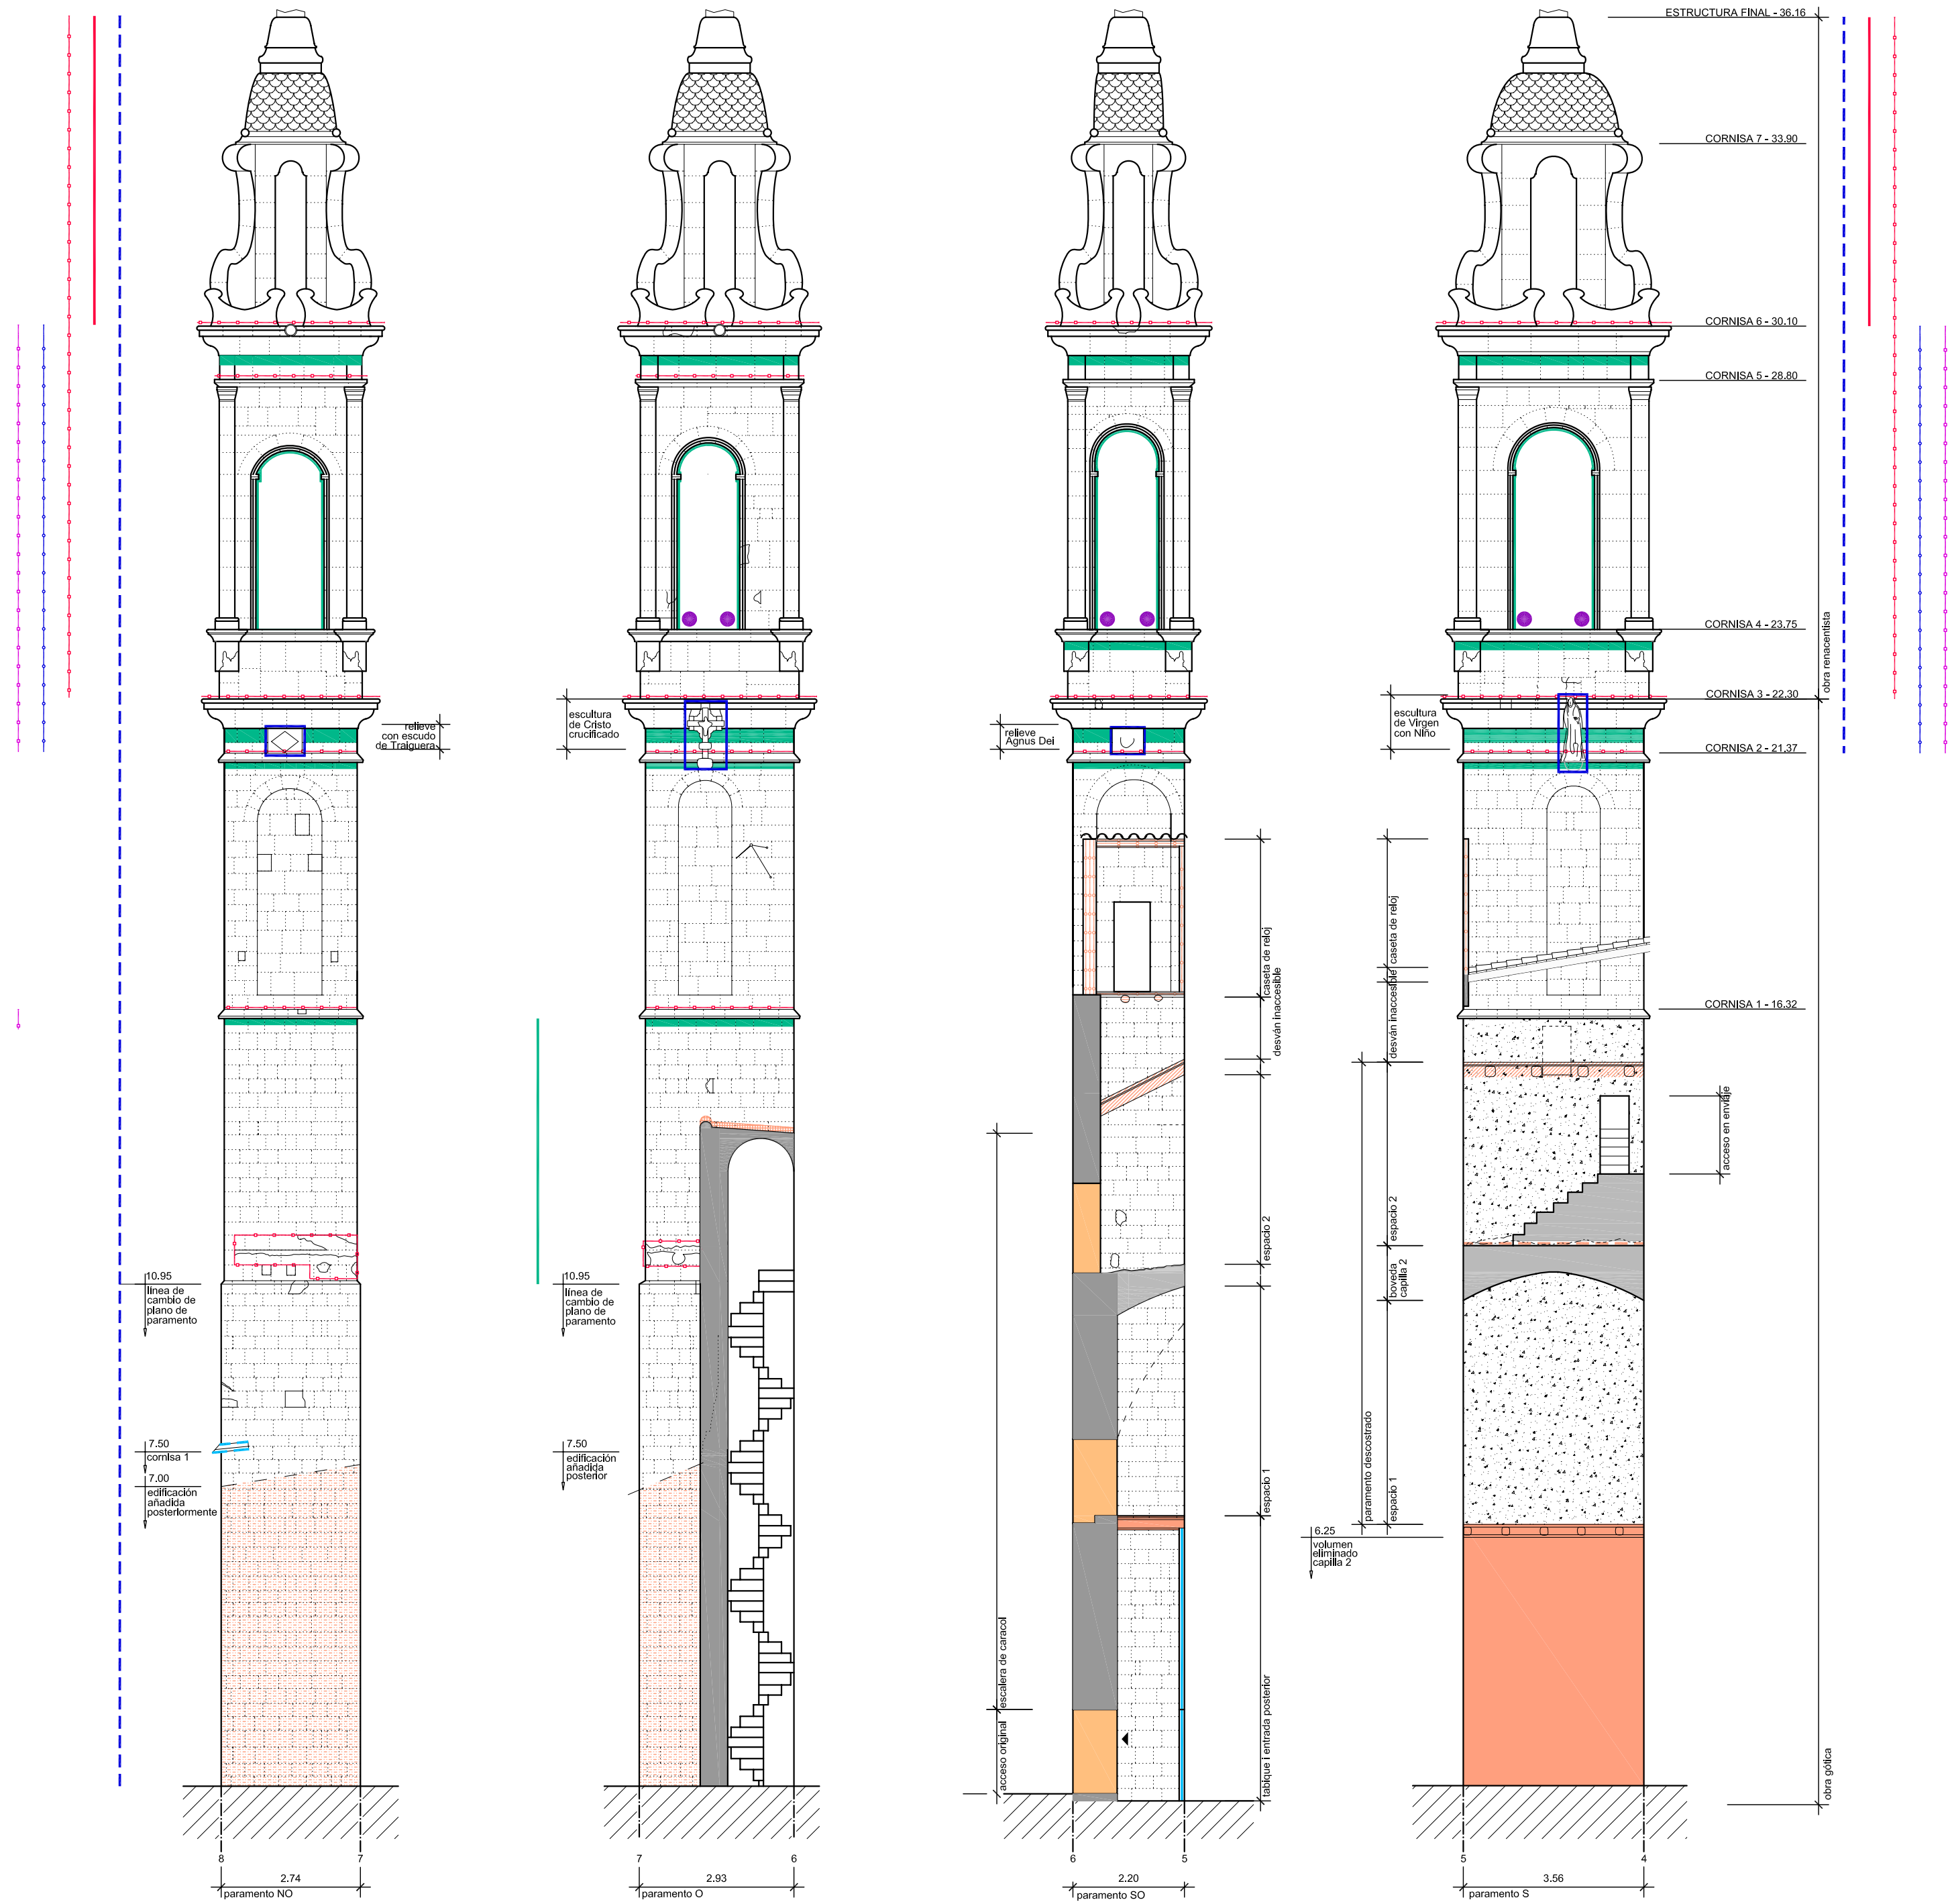 ESTRUCTURA FINAL - 36.16
CORNISA 7 - 33.90
CORNISA 6 - 30.10
CORNISA 5 - 28.80
CORNISA 4 - 23.75
CORNISA 3 - 22.30
CORNISA 2 - 21,37
CORNISA 1 - 16.32
obra renacentista
obra gótica
relieve
con escudo
de Traiguera
10.95
línea de
cambio de
plano de
paramento
7.50
cornisa 1
7.00
edificación
añadida
posteriormente
8
7
2.74
paramento NO
escultura
de Cristo
crucificado
10.95
línea de
cambio de
plano de
paramento
7.50
edificación
añadida
posterior
7
6
2.93
paramento O
relieve
Agnus Dei
caseta de reloj
desván inaccesible
espacio 2
espacio 1
tabique i entrada posterior
escalera de caracol
acceso original
6
5
2.20
paramento SO
escultura
de Virgen
con Niño
caseta de reloj
desván inaccesible
espacio 2
boveda
capilla 2
espacio 1
paramento descostrado
acceso en enviaje
6.25
volumen
eliminado
capilla 2
5
4
3.56
paramento S